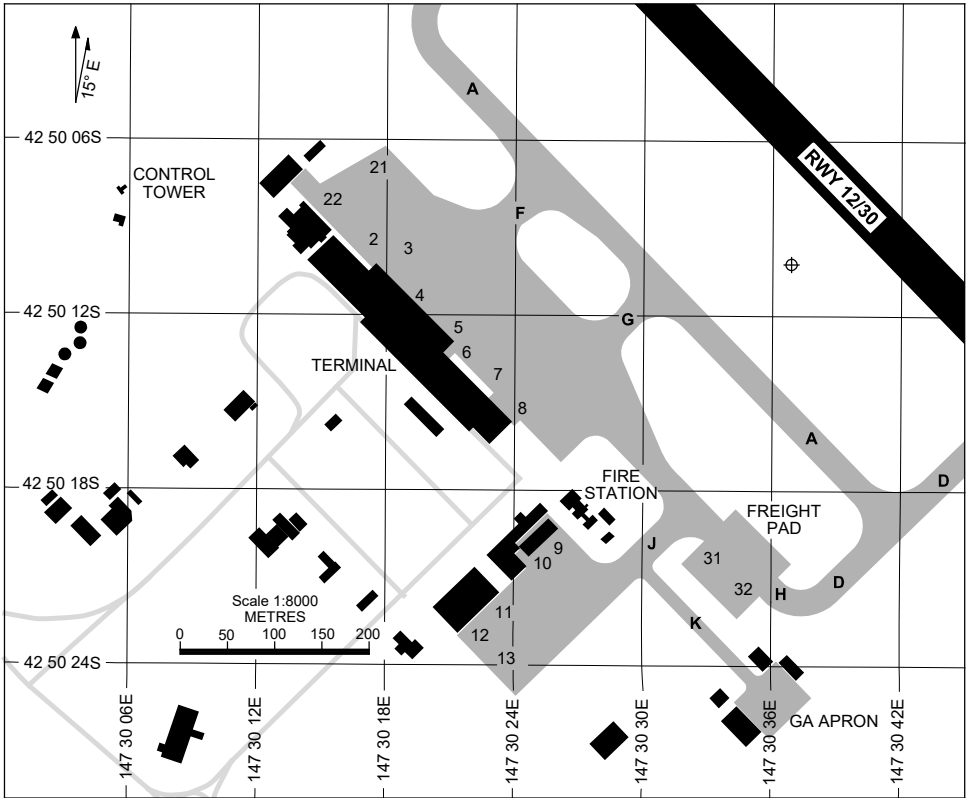 A
15° E
42 50 06S
CONTROL
TOWER
21
RWY 12/30
22
F
2
3
4
42 50 12S
G
5
6
TERMINAL
7
8
A
42 50 18S
FIRE
STATION
D
FREIGHT
PAD
J
9
10
31
32
H
D
Scale 1:8000
METRES
0 50 100 150 200
11
K
12
13
42 50 24S
GA APRON
147 30 06E
147 30 12E
147 30 18E
147 30 24E
147 30 30E
147 30 36E
147 30 42E